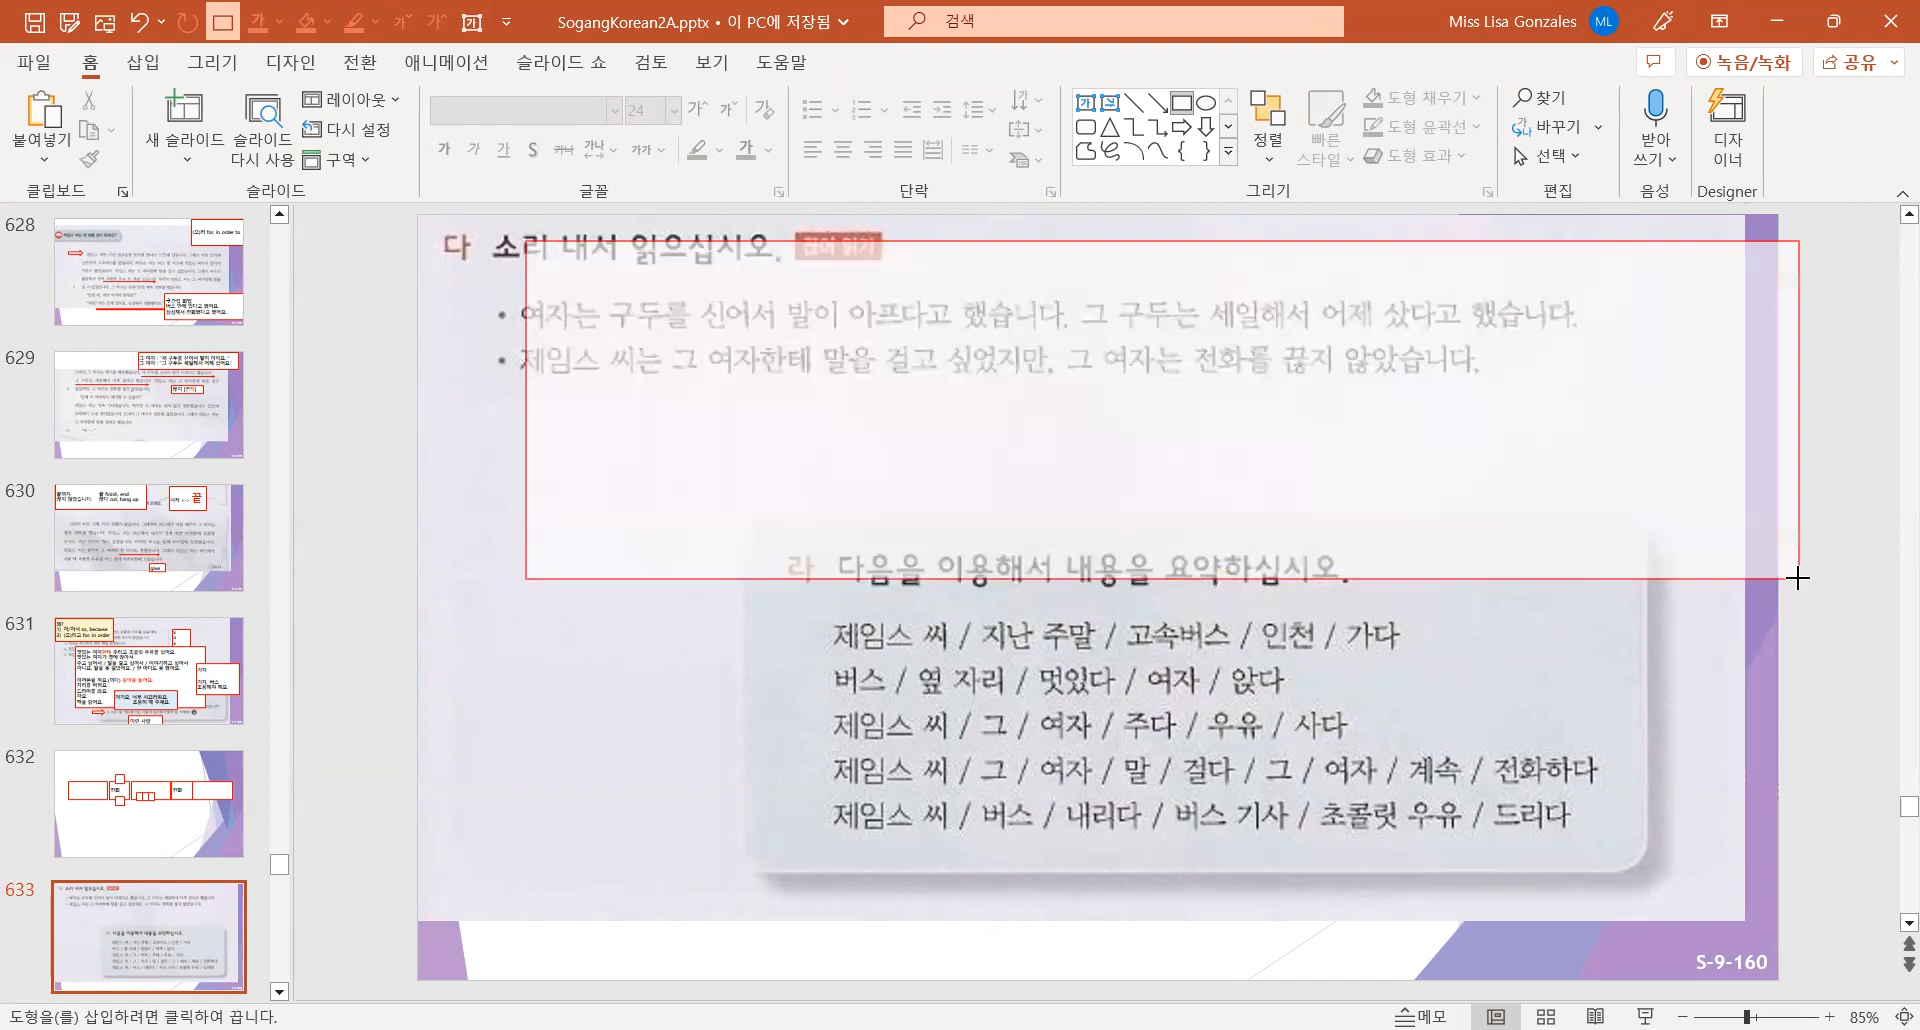 SogangKorean2A.pptx • 이 PC에 저장됨
검색
Miss Lisa Gonzales
ML
파일 홈 삽입 그리기 디자인 전환 애니메이션 슬라이드 쇼 검토 보기 도움말
녹음/녹화
공유
붙여넣기
새 슬라이드
슬라이드 다시 사용
레이아웃
다시 설정
구역
24
도형 채우기
도형 윤곽선
도형 효과
정렬
빠른 스타일
찾기
바꾸기
선택
받아쓰기
디자이너
클립보드
슬라이드
글꼴
단락
그리기
편집
음성
Designer
628
629
630
631
632
633
다 소리 내서 읽으십시오.
• 여자는 구두를 신어서 발이 아프다고 했습니다. 그 구두는 세일해서 어제 샀다고 했습니다.
• 제임스 씨는 그 여자한테 말을 걸고 싶었지만, 그 여자는 전화를 끊지 않았습니다.
라 다음을 이용해서 내용을 요약하십시오.
제임스 씨 / 지난 주말 / 고속버스 / 인천 / 가다
버스 / 옆 자리 / 멋있다 / 여자 / 앉다
제임스 씨 / 그 / 여자 / 주다 / 우유 / 사다
제임스 씨 / 그 / 여자 / 말 / 걸다 / 그 / 여자 / 계속 / 전화하다
제임스 씨 / 버스 / 내리다 / 버스 기사 / 초콜릿 우유 / 드리다
S-9-160
도형을(를) 삽입하려면 클릭하여 끕니다.
메모
85%